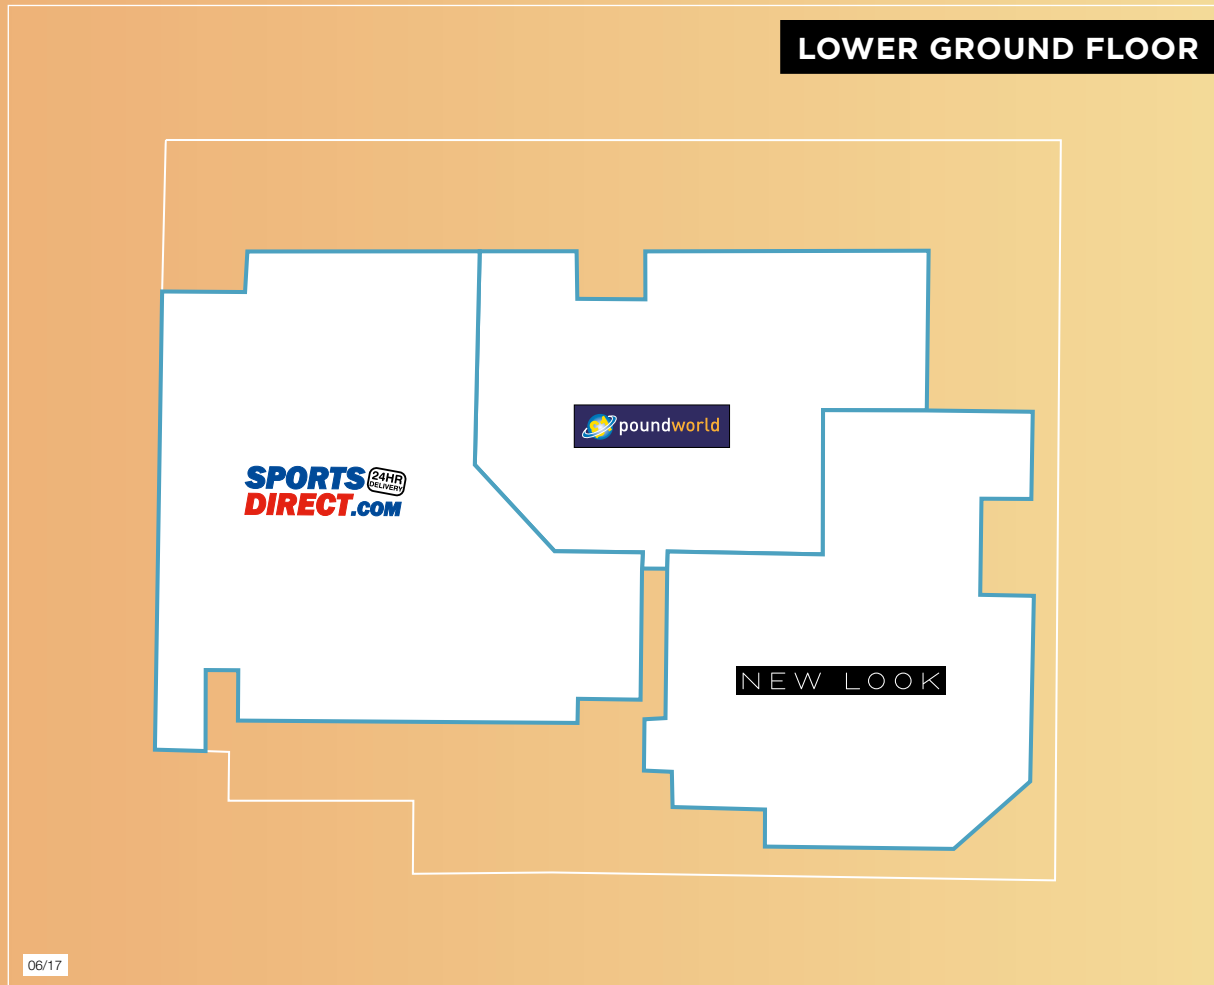 LOWER GROUND FLOOR
poundworld
SPORTS 24HR DELIVERY
DIRECT.COM
NEW LOOK
06/17